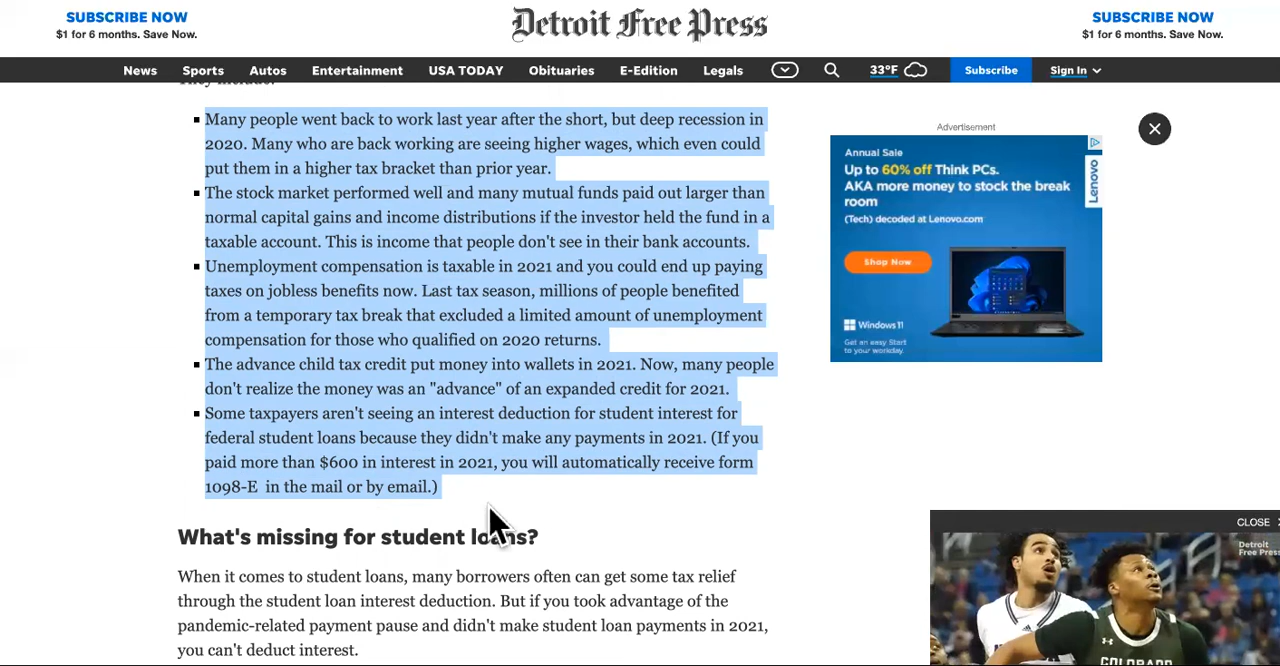 SUBSCRIBE NOW
$1 for 6 months. Save Now.
Detroit Free Press
SUBSCRIBE NOW
$1 for 6 months. Save Now.
News Sports Autos Entertainment USA TODAY Obituaries E-Edition Legals 33°F Subscribe Sign In
They include:
Many people went back to work last year after the short, but deep recession in
2020. Many who are back working are seeing higher wages, which even could
put them in a higher tax bracket than prior year.
The stock market performed well and many mutual funds paid out larger than
normal capital gains and income distributions if the investor held the fund in a
taxable account. This is income that people don't see in their bank accounts.
Unemployment compensation is taxable in 2021 and you could end up paying
taxes on jobless benefits now. Last tax season, millions of people benefited
from a temporary tax break that excluded a limited amount of unemployment
compensation for those who qualified on 2020 returns.
The advance child tax credit put money into wallets in 2021. Now, many people
don't realize the money was an "advance" of an expanded credit for 2021.
Some taxpayers aren't seeing an interest deduction for student interest for
federal student loans because they didn't make any payments in 2021. (If you
paid more than $600 in interest in 2021, you will automatically receive form
1098-E in the mail or by email.)
What's missing for student loans?
When it comes to student loans, many borrowers often can get some tax relief
through the student loan interest deduction. But if you took advantage of the
pandemic-related payment pause and didn't make student loan payments in 2021,
you can't deduct interest.
Advertisement
Annual Sale
Up to 60% off Think PCs.
AKA more money to stock the break
room
(Tech) decoded at Lenovo.com
Shop Now
Lenovo
Windows 11
Get an easy Start
to your workday.
CLOSE
Detroit
Free Press
COLORADO